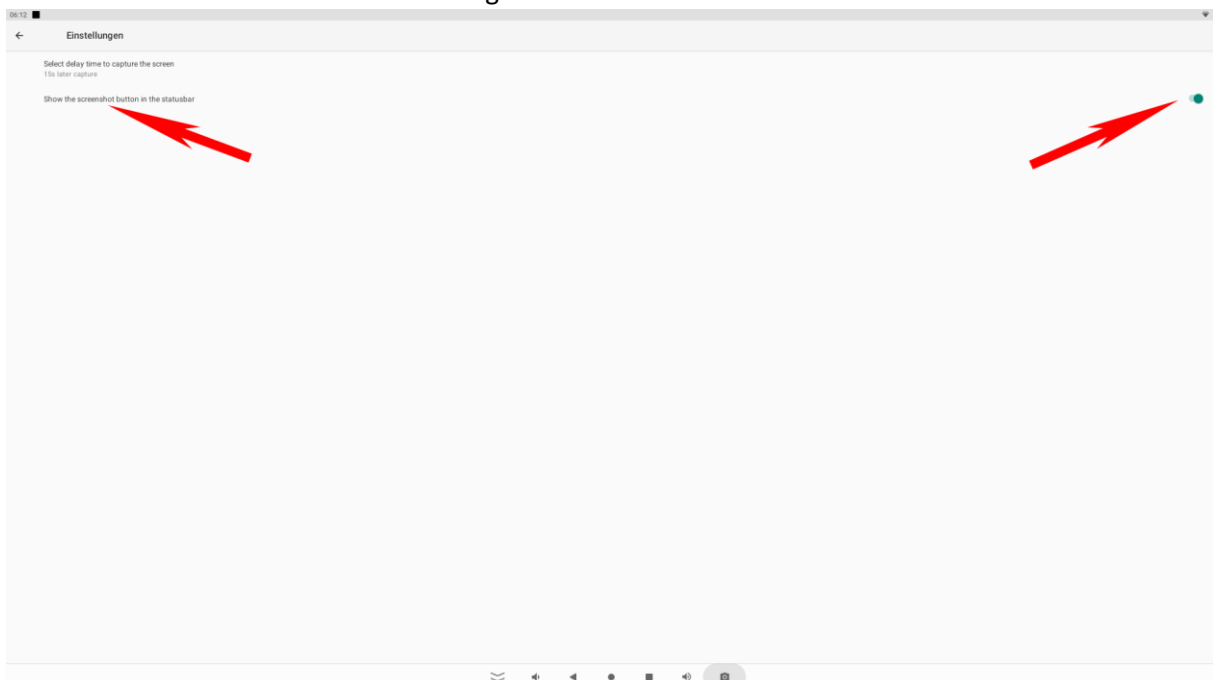 06:12
Einstellungen
Select delay time to capture the screen
15s later capture
Show the screenshot button in the statusbar